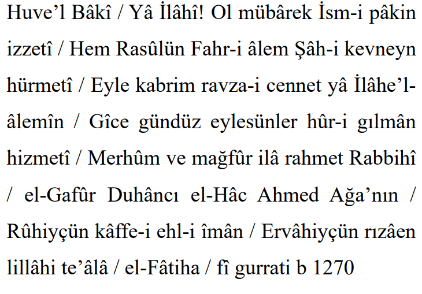 Huve’l Bâkî / Yâ İlâhî! Ol mübârek İsm-i pâkin
izzetî / Hem Rasûlün Fahr-i âlem Şâh-i kevneyn
hürmetî / Eyle kabrim ravza-i cennet yâ İlâhe’l-
âlemîn / Gîce gündüz eylesünler hûr-i gılmân
hizmetî / Merhûm ve mağfûr ilâ rahmet Rabbihî
/ el-Gafûr Duhâncı el-Hâc Ahmed Ağa’nın /
Rûhiyçün kâffe-i ehl-i îmân / Ervâhiyçün rızâen
lillâhi te’âlâ / el-Fâtiha / fî gurrati b 1270